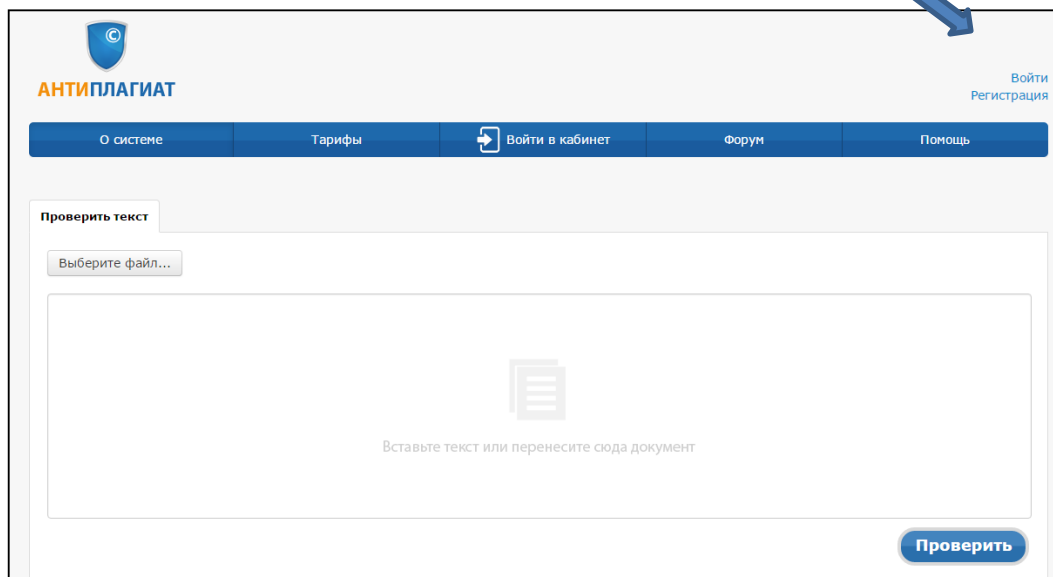 ©
АНТИПЛАГИАТ
Войти
Регистрация
О системе Тарифы Войти в кабинет Форум Помощь
Проверить текст
Выберите файл...
Вставьте текст или перенесите сюда документ
Проверить